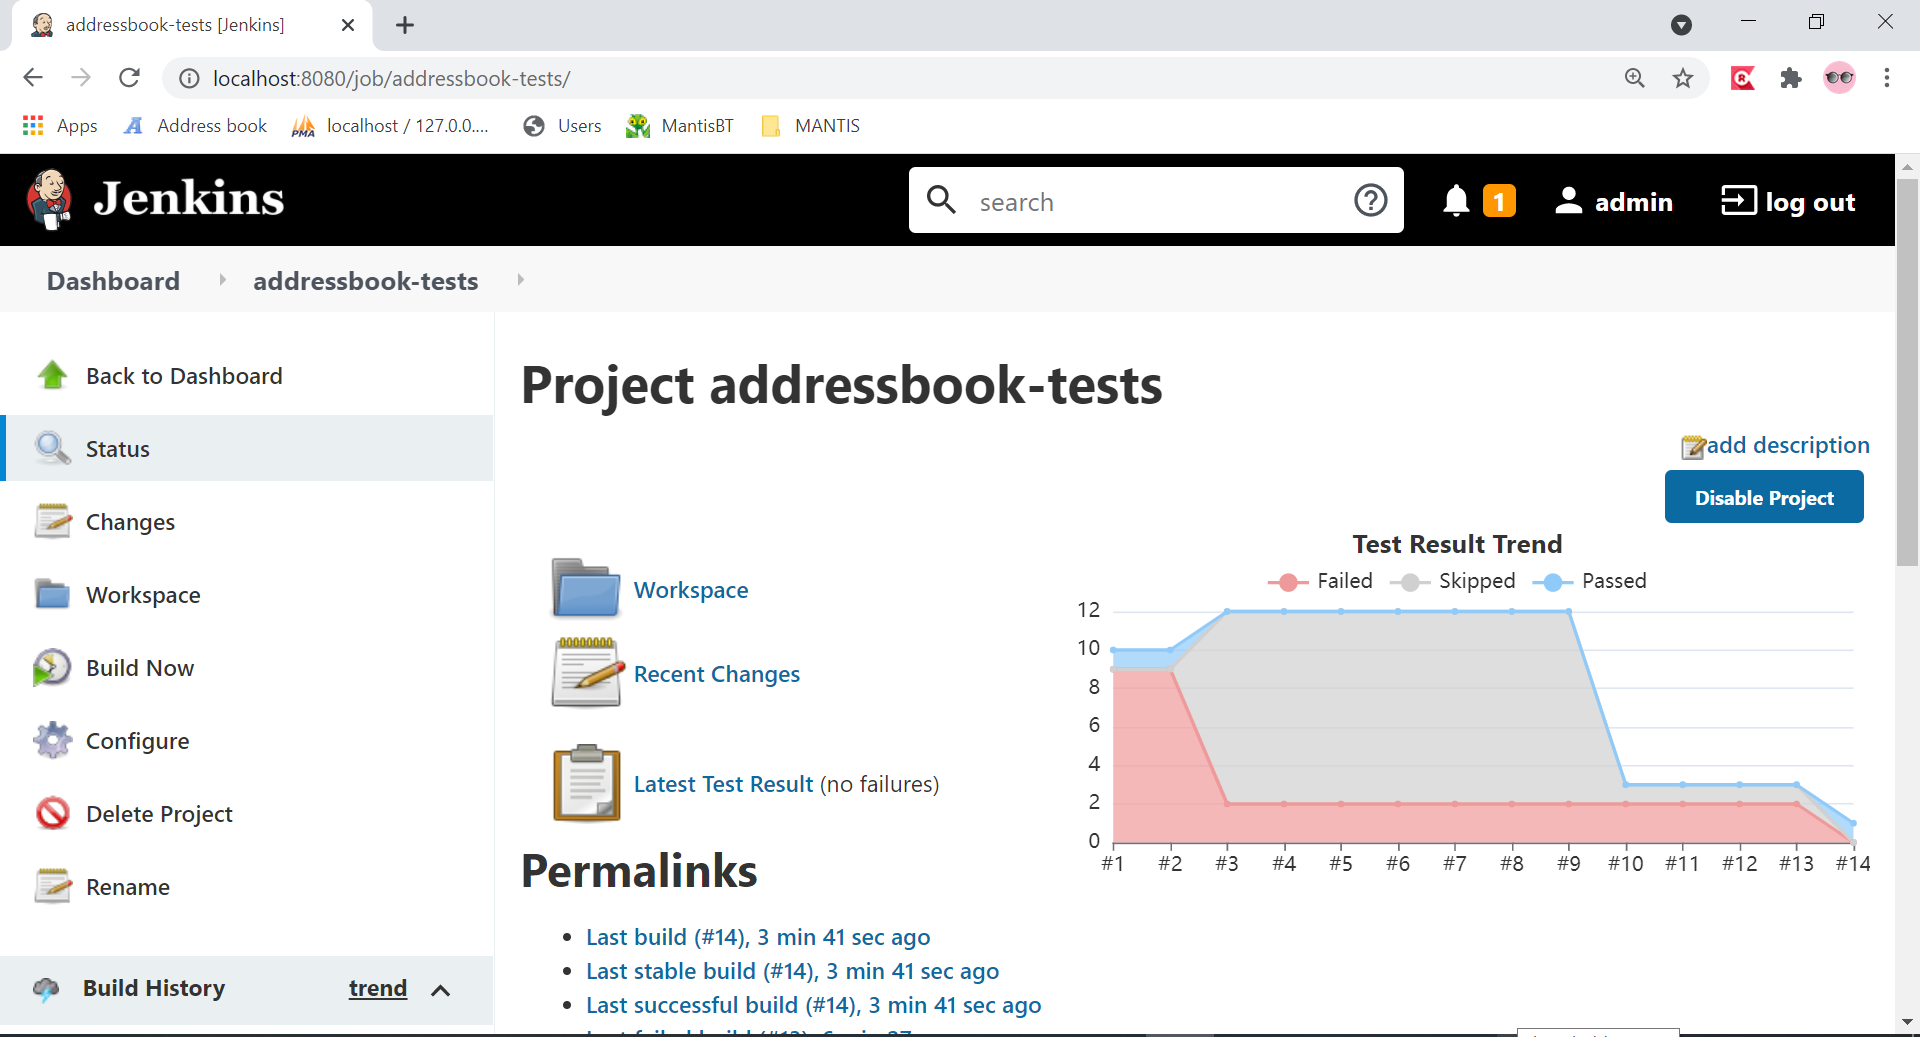 addressbook-tests [Jenkins]
localhost:8080/job/addressbook-tests/
Apps
Address book
PMA
localhost / 127.0.0....
Users
MantisBT
MANTIS
Jenkins
search
1
admin
log out
Dashboard
addressbook-tests
Back to Dashboard
Status
Changes
Workspace
Build Now
Configure
Delete Project
Rename
Build History
trend
Project addressbook-tests
add description
Disable Project
Workspace
Recent Changes
Latest Test Result (no failures)
Test Result Trend
Failed Skipped Passed
12
10
8
6
4
2
0
#1 #2 #3 #4 #5 #6 #7 #8 #9 #10 #11 #12 #13 #14
Permalinks
Last build (#14), 3 min 41 sec ago
Last stable build (#14), 3 min 41 sec ago
Last successful build (#14), 3 min 41 sec ago